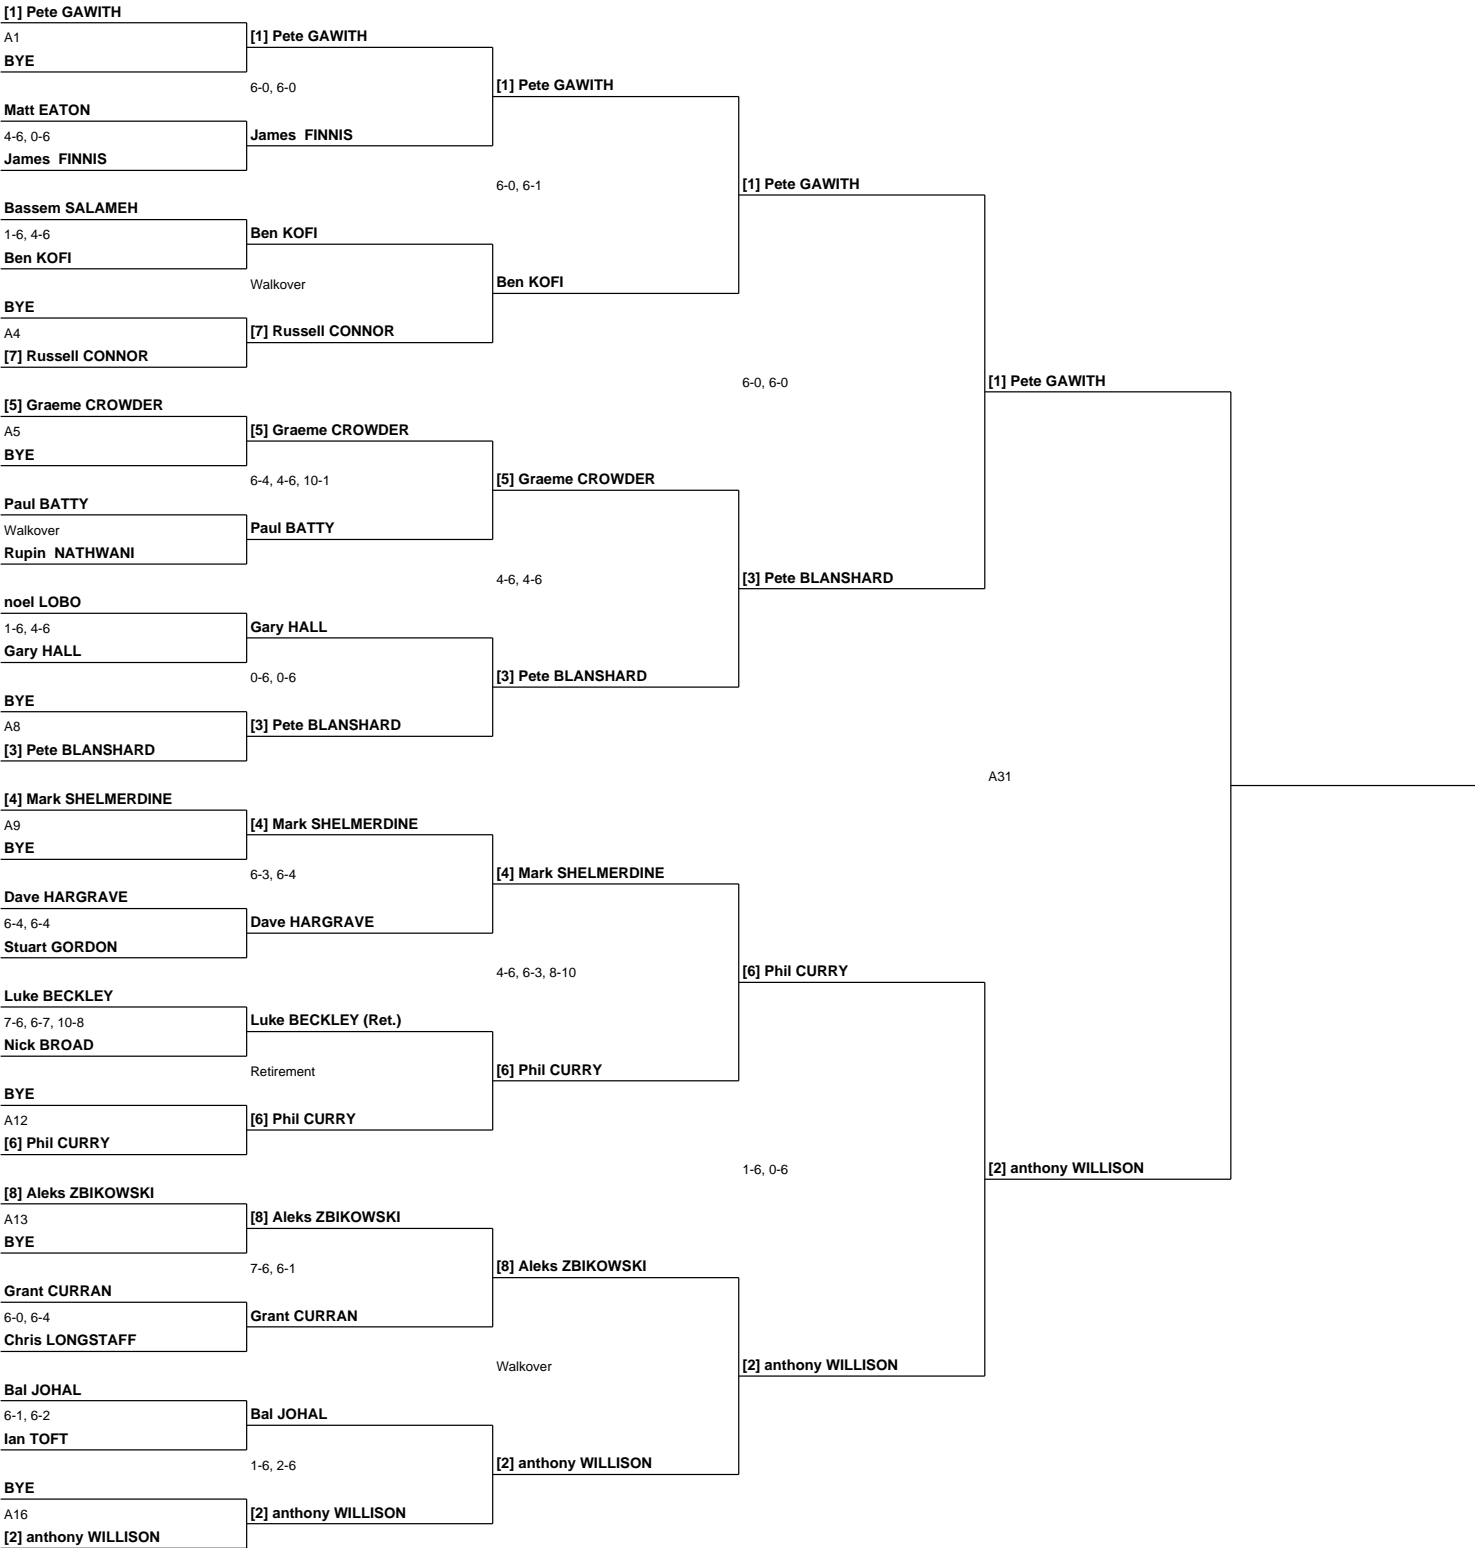 [1] Pete GAWITH
A1
BYE
Matt EATON
4-6, 0-6
James  FINNIS
Bassem SALAMEH
1-6, 4-6
Ben KOFI
BYE
A4
[7] Russell CONNOR
[5] Graeme CROWDER
A5
BYE
Paul BATTY
Walkover
Rupin  NATHWANI
noel LOBO
1-6, 4-6
Gary HALL
BYE
A8
[3] Pete BLANSHARD
[4] Mark SHELMERDINE
A9
BYE
Dave HARGRAVE
6-4, 6-4
Stuart GORDON
Luke BECKLEY
7-6, 6-7, 10-8
Nick BROAD
BYE
A12
[6] Phil CURRY
[8] Aleks ZBIKOWSKI
A13
BYE
Grant CURRAN
6-0, 6-4
Chris LONGSTAFF
Bal JOHAL
6-1, 6-2
Ian TOFT
BYE
A16
[2] anthony WILLISON
[1] Pete GAWITH
6-0, 6-0
James  FINNIS
Ben KOFI
Walkover
[7] Russell CONNOR
[5] Graeme CROWDER
6-4, 4-6, 10-1
Paul BATTY
Gary HALL
0-6, 0-6
[3] Pete BLANSHARD
[4] Mark SHELMERDINE
6-3, 6-4
Dave HARGRAVE
Luke BECKLEY (Ret.)
Retirement
[6] Phil CURRY
[8] Aleks ZBIKOWSKI
7-6, 6-1
Grant CURRAN
Bal JOHAL
1-6, 2-6
[2] anthony WILLISON
[1] Pete GAWITH
6-0, 6-1
Ben KOFI
[5] Graeme CROWDER
4-6, 4-6
[3] Pete BLANSHARD
[4] Mark SHELMERDINE
4-6, 6-3, 8-10
[6] Phil CURRY
[8] Aleks ZBIKOWSKI
Walkover
[2] anthony WILLISON
[1] Pete GAWITH
6-0, 6-0
[3] Pete BLANSHARD
[6] Phil CURRY
1-6, 0-6
[2] anthony WILLISON
[1] Pete GAWITH
A31
[2] anthony WILLISON